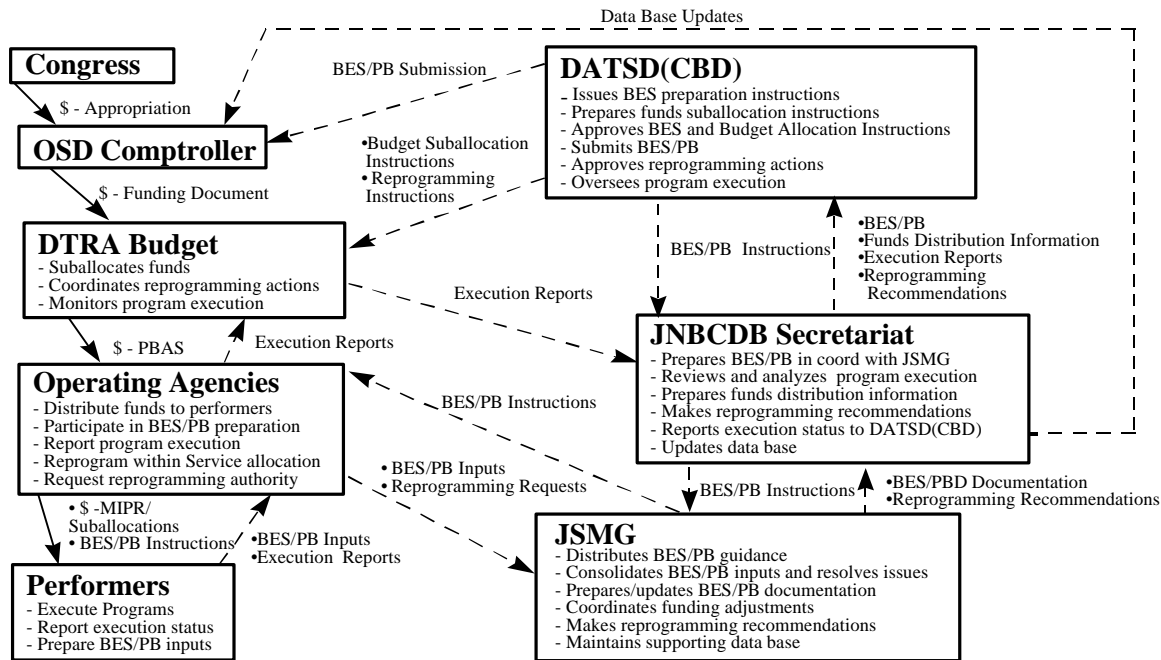 Data Base Updates
Congress
$ - Appropriation
OSD Comptroller
$ - Funding Document
BES/PB Submission
•Budget Suballocation
Instructions
• Reprogramming
Instructions
DATSD(CBD)
- Issues BES preparation instructions
- Prepares funds suballocation instructions
- Approves BES and Budget Allocation Instructions
- Submits BES/PB
- Approves reprogramming actions
- Oversees program execution
DTRA Budget
- Suballocates funds
- Coordinates reprogramming actions
- Monitors program execution
BES/PB Instructions
•BES/PB
•Funds Distribution Information
•Execution Reports
•Reprogramming
Recommendations
Execution Reports
$ - PBAS
Execution Reports
JNBCDB Secretariat
- Prepares BES/PB in coord with JSMG
- Reviews and analyzes program execution
- Prepares funds distribution information
- Makes reprogramming recommendations
- Reports execution status to DATSD(CBD)
- Updates data base
Operating Agencies
- Distribute funds to performers
- Participate in BES/PB preparation
- Report program execution
- Reprogram within Service allocation
- Request reprogramming authority
BES/PB Instructions
• BES/PB Inputs
• Reprogramming Requests
BES/PB Instructions
•BES/PBD Documentation
•Reprogramming Recommendations
• $ -MIPR/
Suballocations
• BES/PB Instructions
•BES/PB Inputs
•Execution Reports
JSMG
- Distributes BES/PB guidance
- Consolidates BES/PB inputs and resolves issues
- Prepares/updates BES/PB documentation
- Coordinates funding adjustments
- Makes reprogramming recommendations
- Maintains supporting data base
Performers
- Execute Programs
- Report execution status
- Prepare BES/PB inputs